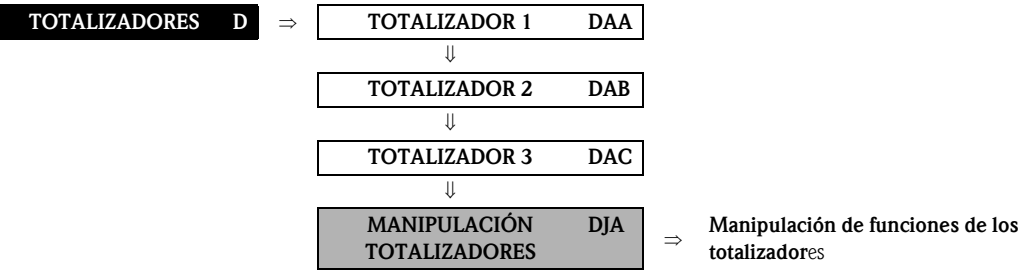 TOTALIZADORES D ⇒ TOTALIZADOR 1 DAA
⇓
TOTALIZADOR 2 DAB
⇓
TOTALIZADOR 3 DAC
⇓
MANIPULACIÓN DJA
TOTALIZADORES
⇒ Manipulación de funciones de los
totalizadores